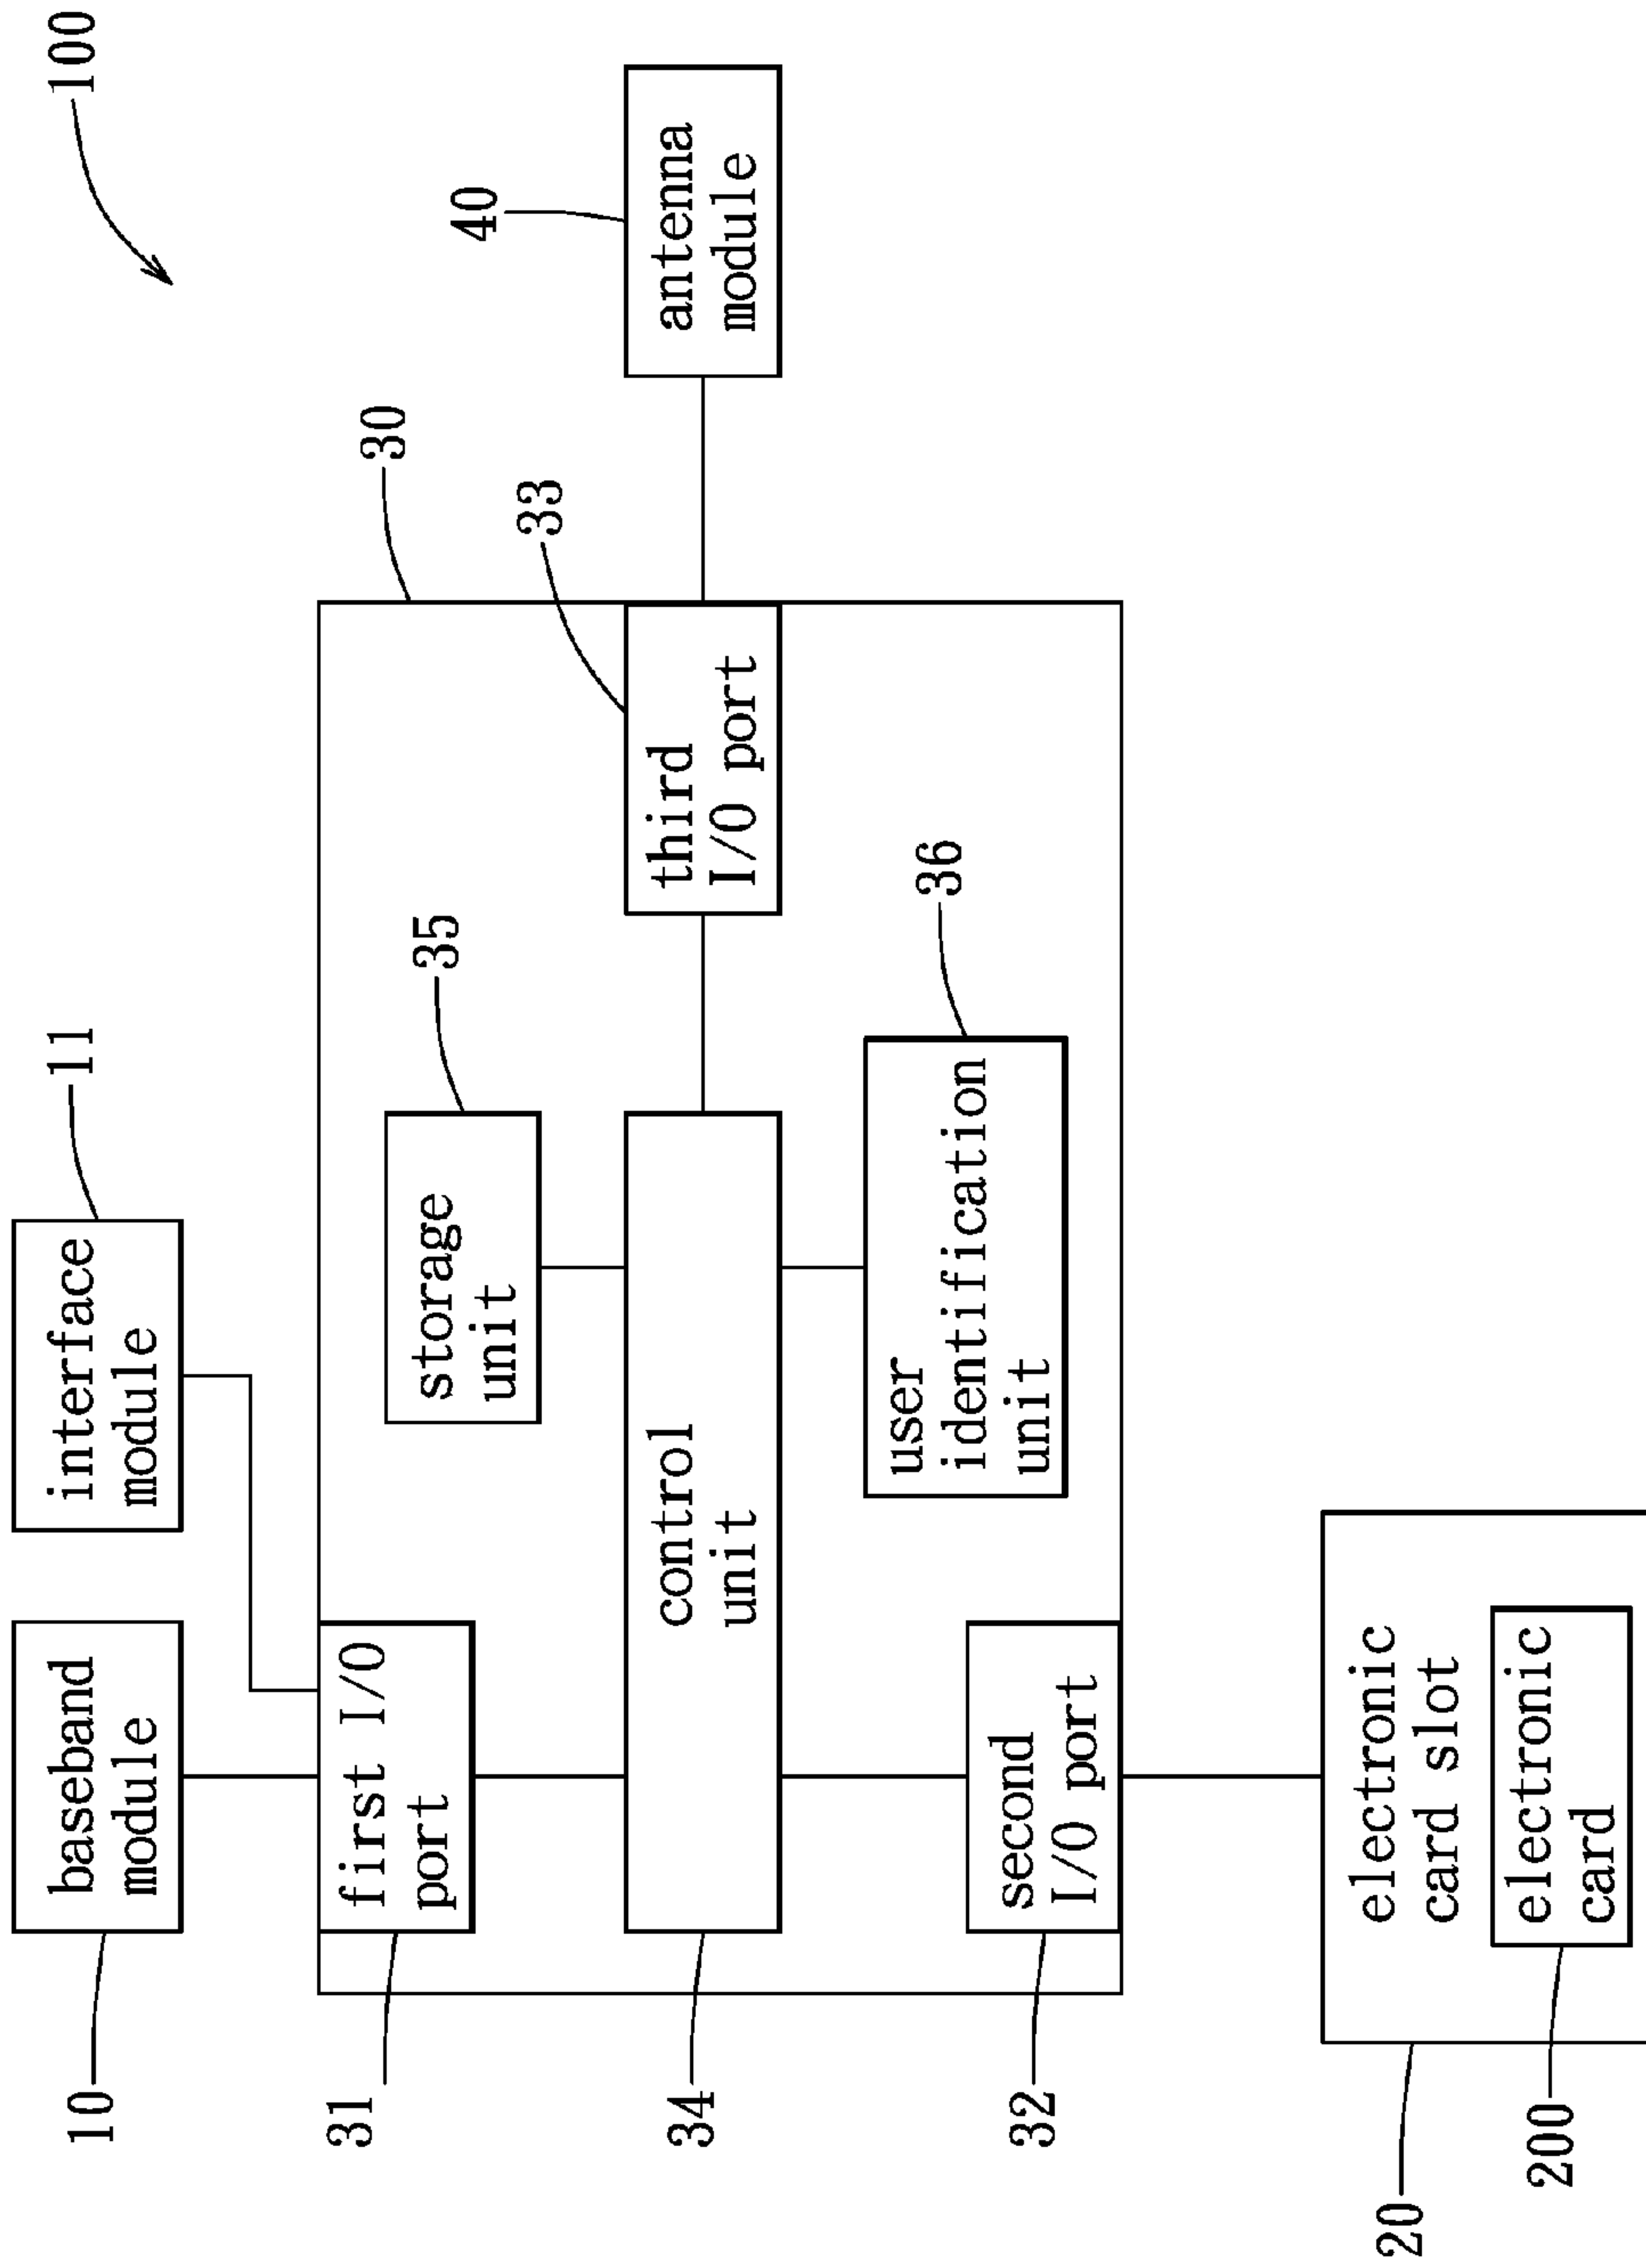 100
10
baseband
module
interface
module
11
30
31
first I/O
port
storage
unit
35
33
40
34
control
unit
third
I/O port
antenna
module
user
identification
unit
36
32
second
I/O port
20
electronic
card slot
200
electronic
card